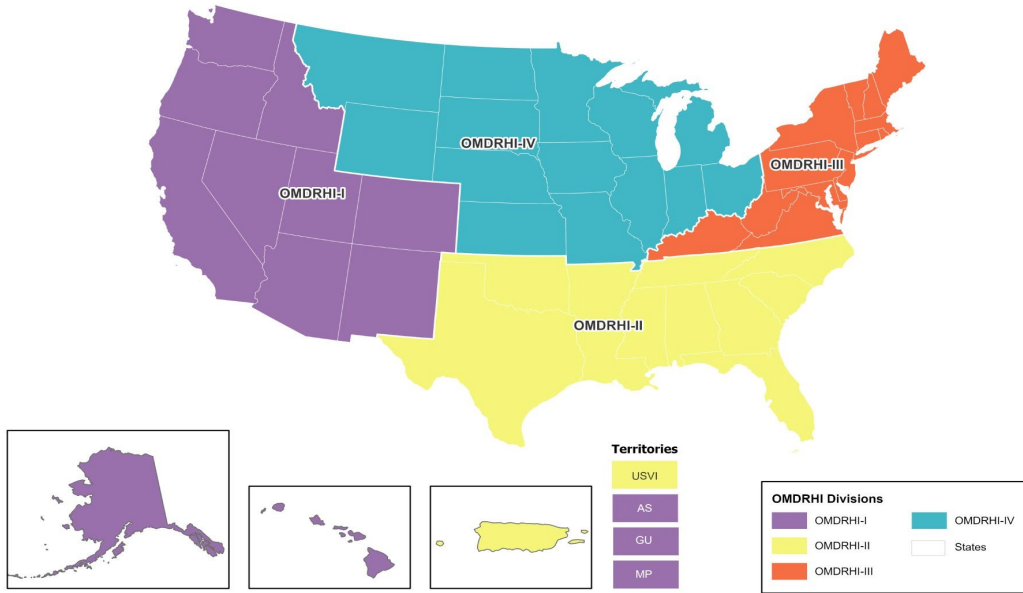 OMDRHI-IV
OMDRHI-III
OMDRHI-I
OMDRHI-II
Territories
USVI
AS
GU
MP
OMDRHI Divisions
OMDRHI-I
OMDRHI-II
OMDRHI-III
OMDRHI-IV
States